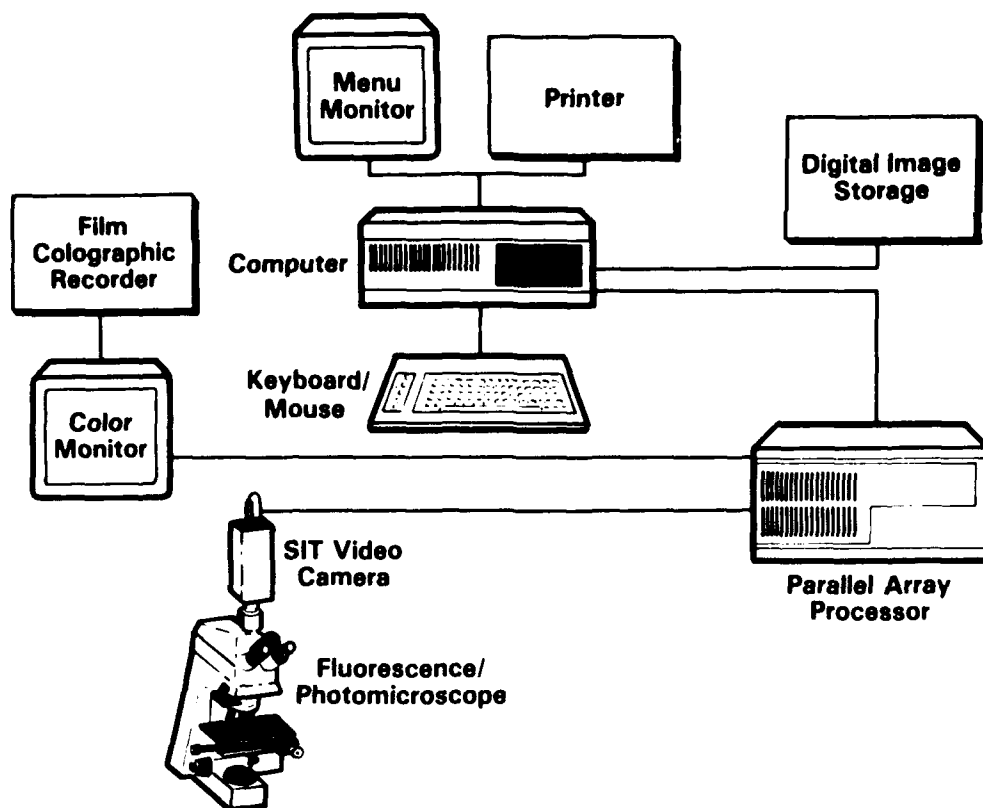 Menu
Monitor
Printer
Digital Image
Storage
Film
Colographic
Recorder
Computer
Keyboard/
Mouse
Color
Monitor
SIT Video
Camera
Parallel Array
Processor
Fluorescence/
Photomicroscope